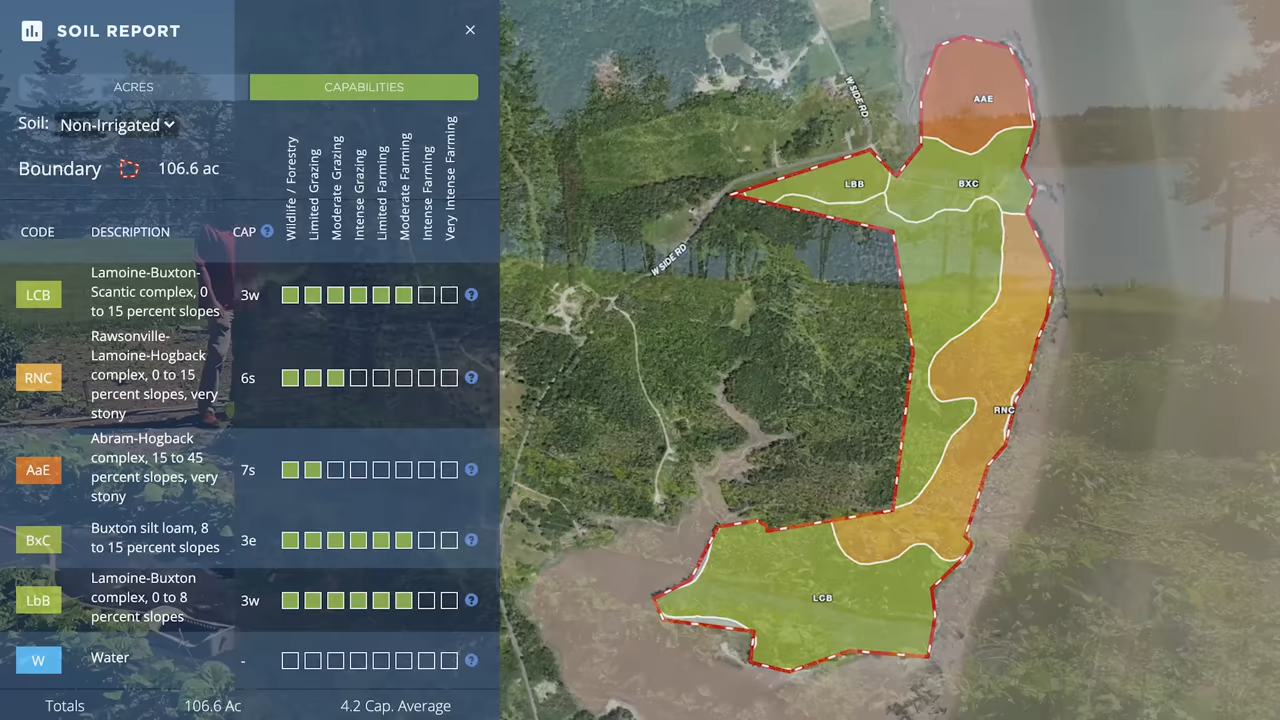 SOIL REPORT
×
ACRES
CAPABILITIES
Soil: Non-Irrigated
Boundary 106.6 ac
CODE
DESCRIPTION
CAP ?
Wildlife / Forestry
Limited Grazing
Moderate Grazing
Intense Grazing
Limited Farming
Moderate Farming
Intense Farming
Very Intense Farming
LCB
Lamoine-Buxton-
Scantic complex, 0
to 15 percent slopes
3w
?
RNC
Rawsonville-
Lamoine-Hogback
complex, 0 to 15
percent slopes, very
stony
6s
?
AaE
Abram-Hogback
complex, 15 to 45
percent slopes, very
stony
7s
?
BxC
Buxton silt loam, 8
to 15 percent slopes
3e
?
LbB
Lamoine-Buxton
complex, 0 to 8
percent slopes
3w
?
W
Water
-
?
Totals
106.6 Ac
4.2 Cap. Average
W SIDE RD
AAE
LBB
BXC
W SIDE RD
RNC
LCB